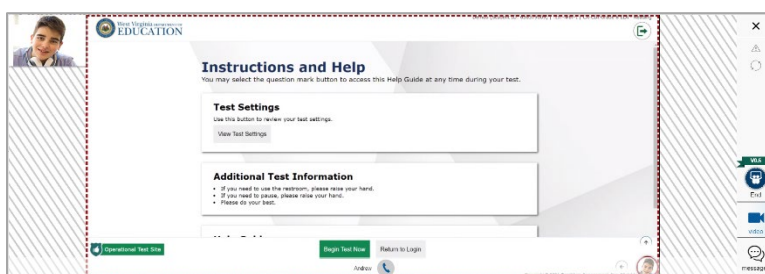 West Virginia DEPARTMENT OF
EDUCATION
Instructions and Help
You may select the question mark button to access this Help Guide at any time during your test.
Test Settings
Use this button to review your test settings.
View Test Settings
Additional Test Information
If you need to use the restroom, please raise your hand.
If you need to pause, please raise your hand.
Please do your best.
Operational Test Site
Begin Test Now
Return to Login
Andrew
V0.6
End
video
message